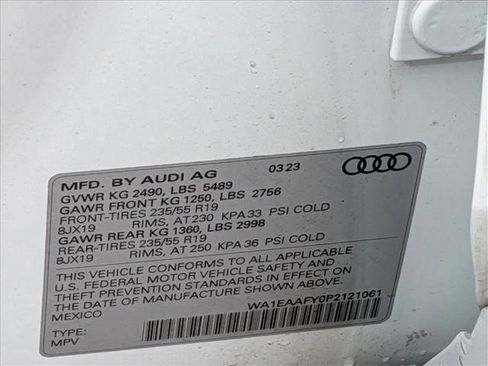 MFD. BY AUDI AG 03 23
GVWR KG 2490, LBS 5489
GAWR FRONT KG 1250, LBS 2756
FRONT-TIRES 235/55 R19
8JX19 RIMS, AT 230 KPA 33 PSI COLD
GAWR REAR KG 1360, LBS 2998
REAR-TIRES 235/55 R19
8JX19 RIMS, AT 250 KPA 36 PSI COLD
THIS VEHICLE CONFORMS TO ALL APPLICABLE
U.S. FEDERAL MOTOR VEHICLE SAFETY AND
THEFT PREVENTION STANDARDS IN EFFECT ON
THE DATE OF MANUFACTURE SHOWN ABOVE.
MEXICO WA1EAAFY0P2121061
TYPE:
MPV